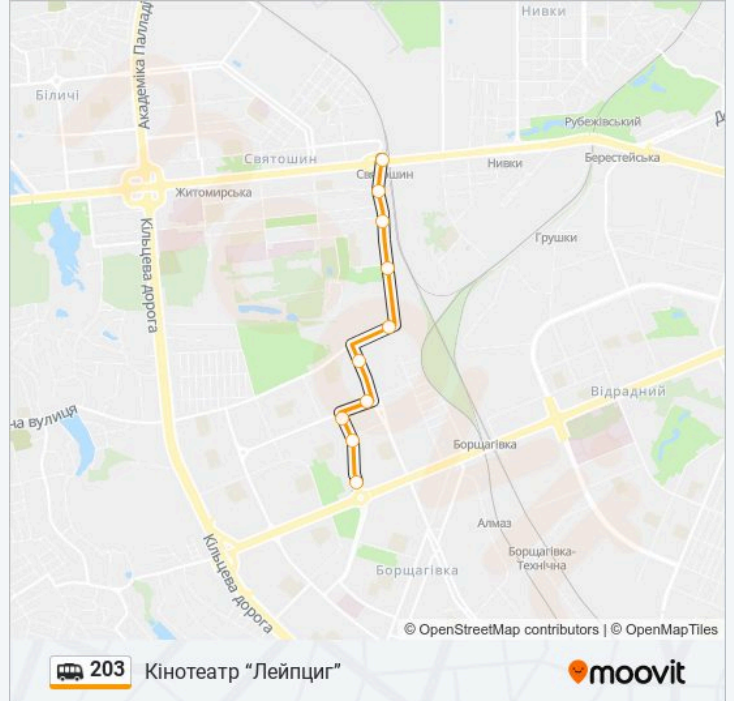 Нивки
Академіка Палладі
Біличі
Рубежівський
Святошин
Нивки
Берестейська
Святошин
Житомирська
Кільцева дорога
Грушки
Відрадний
на вулиця
Борщагівка
Алмаз
Кільцева дорога
Борщагівка-
Технічна
Борщагівка
© OpenStreetMap contributors | © OpenMapTiles
203 Кінотеатр “Лейпциг”
moovit